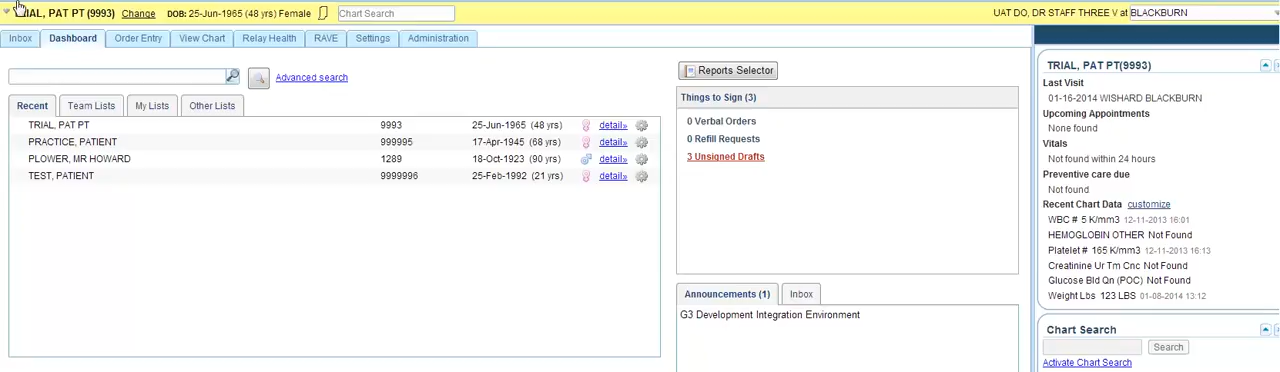 TRIAL, PAT PT (9993) Change DOB: 25-Jun-1965 (48 yrs) Female Chart Search UAT DO, DR STAFF THREE V at BLACKBURN
Inbox Dashboard Order Entry View Chart Relay Health RAVE Settings Administration
Advanced search
Recent Team Lists My Lists Other Lists
TRIAL, PAT PT 9993 25-Jun-1965 (48 yrs) detail»
PRACTICE, PATIENT 999995 17-Apr-1945 (68 yrs) detail»
PLOWER, MR HOWARD 1289 18-Oct-1923 (90 yrs) detail»
TEST, PATIENT 9999996 25-Feb-1992 (21 yrs) detail»
Reports Selector
Things to Sign (3)
0 Verbal Orders
0 Refill Requests
3 Unsigned Drafts
Announcements (1) Inbox
G3 Development Integration Environment
TRIAL, PAT PT(9993)
Last Visit
01-16-2014 WISHARD BLACKBURN
Upcoming Appointments
None found
Vitals
Not found within 24 hours
Preventive care due
Not found
Recent Chart Data customize
WBC # 5 K/mm3 12-11-2013 16:01
HEMOGLOBIN OTHER Not Found
Platelet # 165 K/mm3 12-11-2013 16:13
Creatinine Ur Tm Cnc Not Found
Glucose Bld Qn (POC) Not Found
Weight Lbs 123 LBS 01-08-2014 13:12
Chart Search
Search
Activate Chart Search